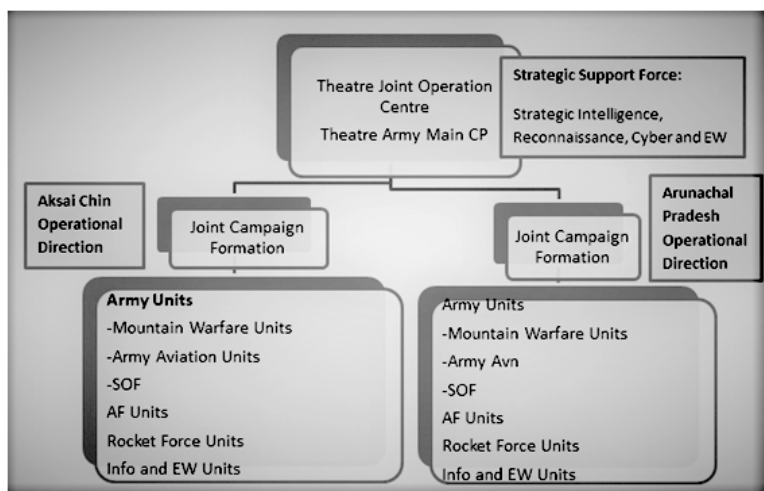 Theatre Joint Operation
Centre
Theatre Army Main CP
Strategic Support Force:
Strategic Intelligence,
Reconnaissance, Cyber and EW
Aksai Chin
Operational
Direction
Joint Campaign
Formation
Joint Campaign
Formation
Arunachal
Pradesh
Operational
Direction
Army Units
-Mountain Warfare Units
-Army Aviation Units
-SOF
AF Units
Rocket Force Units
Info and EW Units
Army Units
-Mountain Warfare Units
-Army Avn
-SOF
AF Units
Rocket Force Units
Info and EW Units